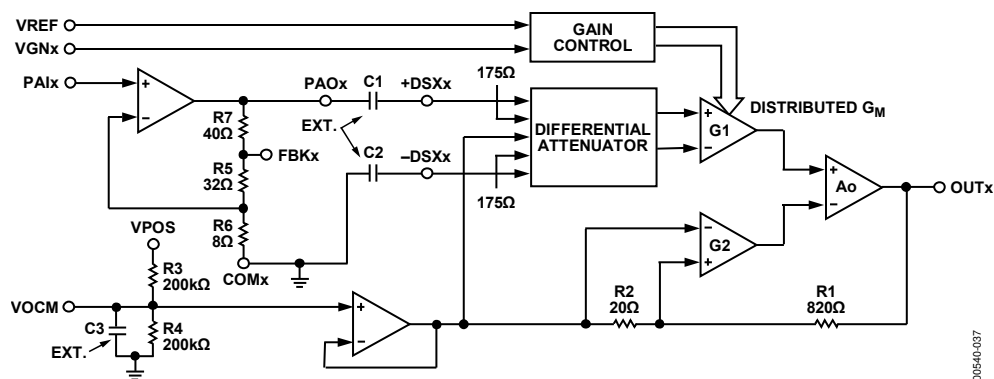 VREF
VGNx
PAIx
+
−
GAIN
CONTROL
PAOx
C1
+DSXx
175Ω
EXT.
C2
−DSXx
175Ω
DIFFERENTIAL
ATTENUATOR
DISTRIBUTED GM
+
G1
−
R7
40Ω
FBKx
R5
32Ω
R6
8Ω
COMx
+
Ao
−
OUTx
−
G2
+
VPOS
R3
200kΩ
VOCM
C3
EXT.
R4
200kΩ
+
−
R2
20Ω
R1
820Ω
00540-037